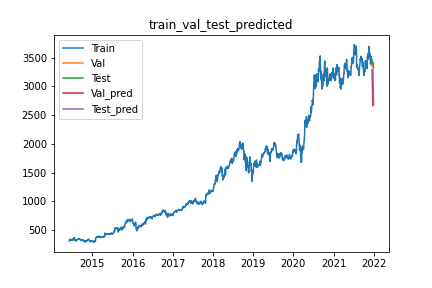 train_val_test_predicted
Train
Val
Test
Val_pred
Test_pred
3500
3000
2500
2000
1500
1000
500
2015 2016 2017 2018 2019 2020 2021 2022